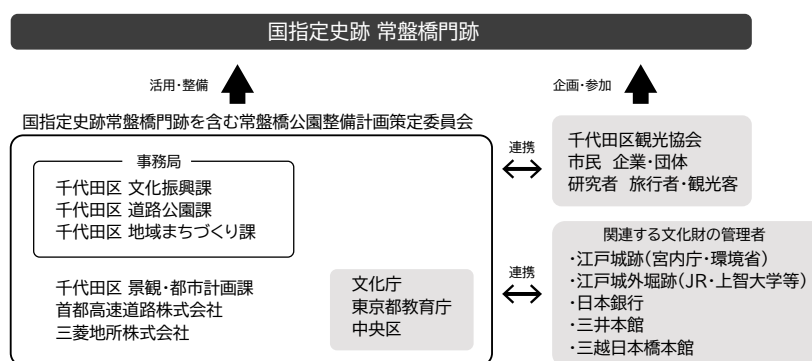 国指定史跡 常盤橋門跡
活用・整備
企画・参加
国指定史跡常盤橋門跡を含む常盤橋公園整備計画策定委員会
事務局
千代田区 文化振興課
千代田区 道路公園課
千代田区 地域まちづくり課
千代田区 景観・都市計画課
首都高速道路株式会社
三菱地所株式会社
文化庁
東京都教育庁
中央区
連携
千代田区観光協会
市民 企業・団体
研究者 旅行者・観光客
連携
関連する文化財の管理者
・江戸城跡（宮内庁・環境省）
・江戸城外堀跡（JR・上智大学等）
・日本銀行
・三井本館
・三越日本橋本館